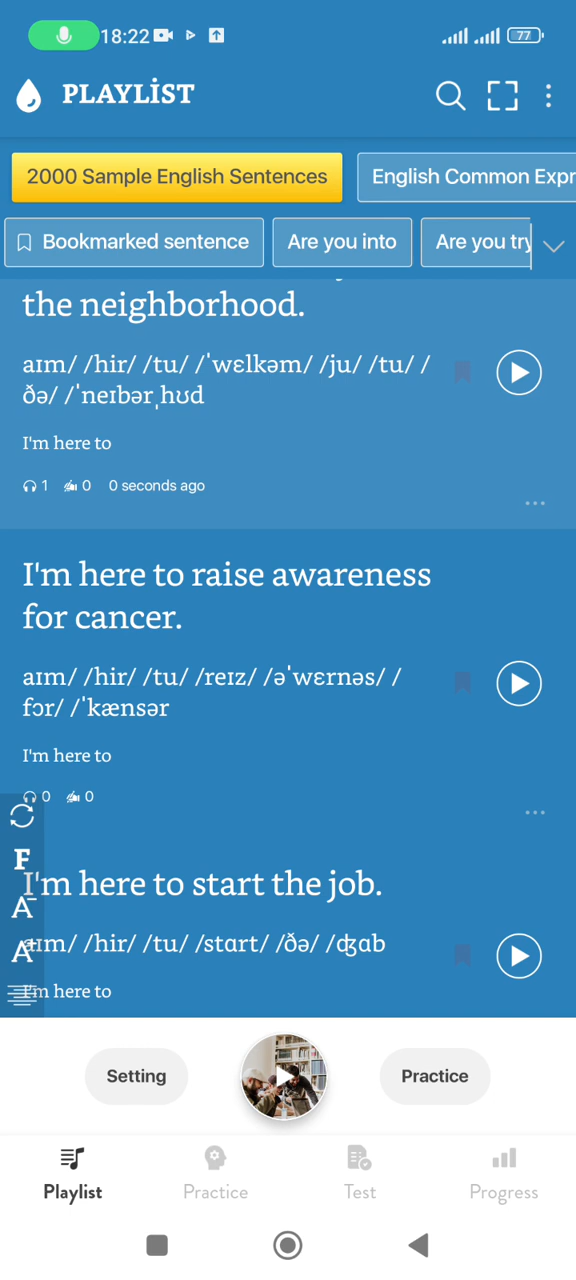 18:22
77
PLAYLİST
2000 Sample English Sentences
English Common Expr
Bookmarked sentence
Are you into
Are you try
the neighborhood.
aɪm/ /hir/ /tu/ /ˈwɛlkəm/ /ju/ /tu/ /
ðə/ /ˈneɪbərˌhʊd
I'm here to
1 0 0 seconds ago
I'm here to raise awareness
for cancer.
aɪm/ /hir/ /tu/ /reɪz/ /əˈwɛrnəs/ /
fɔr/ /ˈkænsər
I'm here to
0 0
F
I'm here to start the job.
A-
aɪm/ /hir/ /tu/ /stɑrt/ /ðə/ /ʤɑb
A
I'm here to
Setting
Practice
Playlist
Practice
Test
Progress